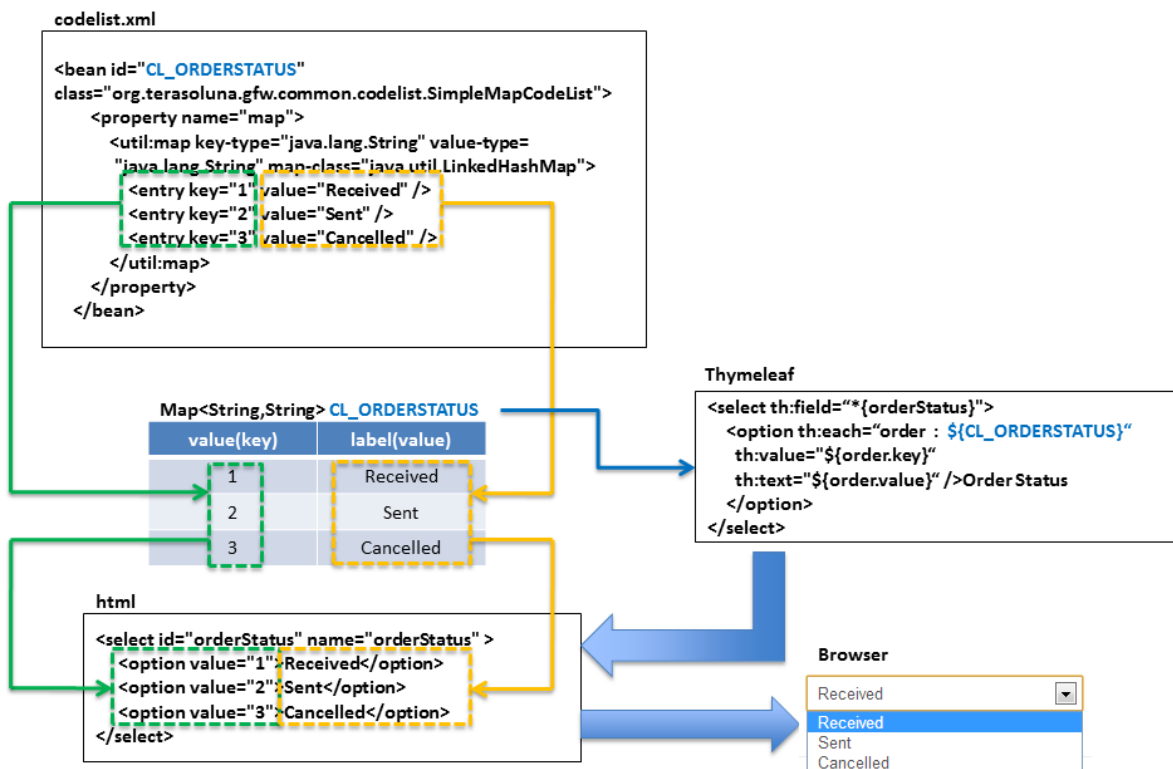 codelist.xml
<bean id="CL_ORDERSTATUS"
class="org.terasoluna.gfw.common.codelist.SimpleMapCodeList">
<property name="map">
<util:map key-type="java.lang.String" value-type=
"java.lang.String" map-class="java.util.LinkedHashMap">
<entry key="1" value="Received" />
<entry key="2" value="Sent" />
<entry key="3" value="Cancelled" />
</util:map>
</property>
</bean>
Map<String,String> CL_ORDERSTATUS
value(key) label(value)
1 Received
2 Sent
3 Cancelled
Thymeleaf
<select th:field=“*{orderStatus}">
<option th:each=“order : ${CL_ORDERSTATUS}“
th:value="${order.key}“
th:text="${order.value}“ />Order Status
</option>
</select>
html
<select id="orderStatus" name="orderStatus" >
<option value="1">Received</option>
<option value="2">Sent</option>
<option value="3">Cancelled</option>
</select>
Browser
Received
Received
Sent
Cancelled